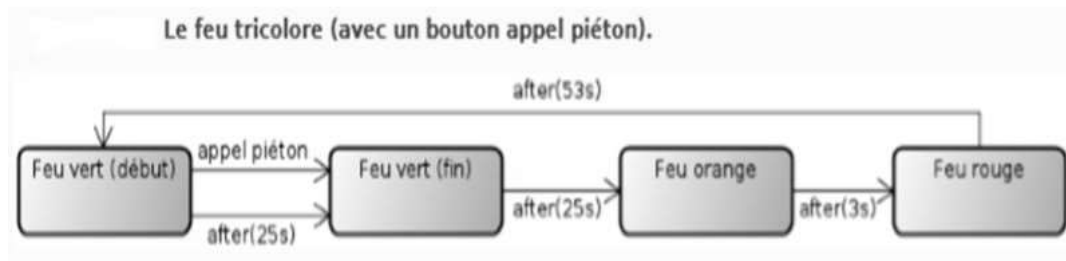 Le feu tricolore (avec un bouton appel piéton).
after(53s)
Feu vert (début)
appel piéton
after(25s)
Feu vert (fin)
after(25s)
Feu orange
after(3s)
Feu rouge